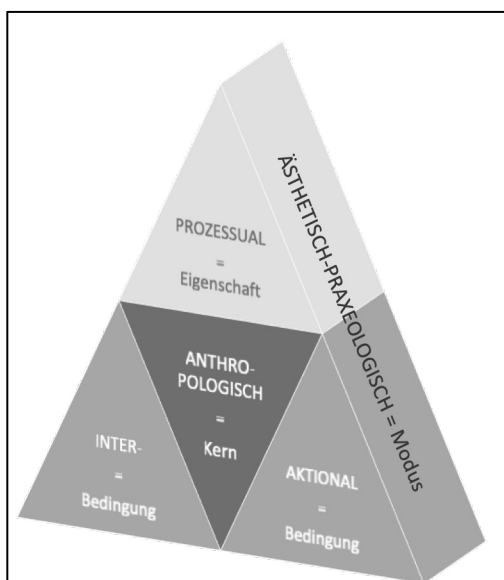 PROZESSUAL
=
Eigenschaft
ANTHRO-
POLOGISCH
=
Kern
INTER-
=
Bedingung
AKTIONAL
=
Bedingung
ÄSTHETISCH-PRAXEOLOGISCH = Modus